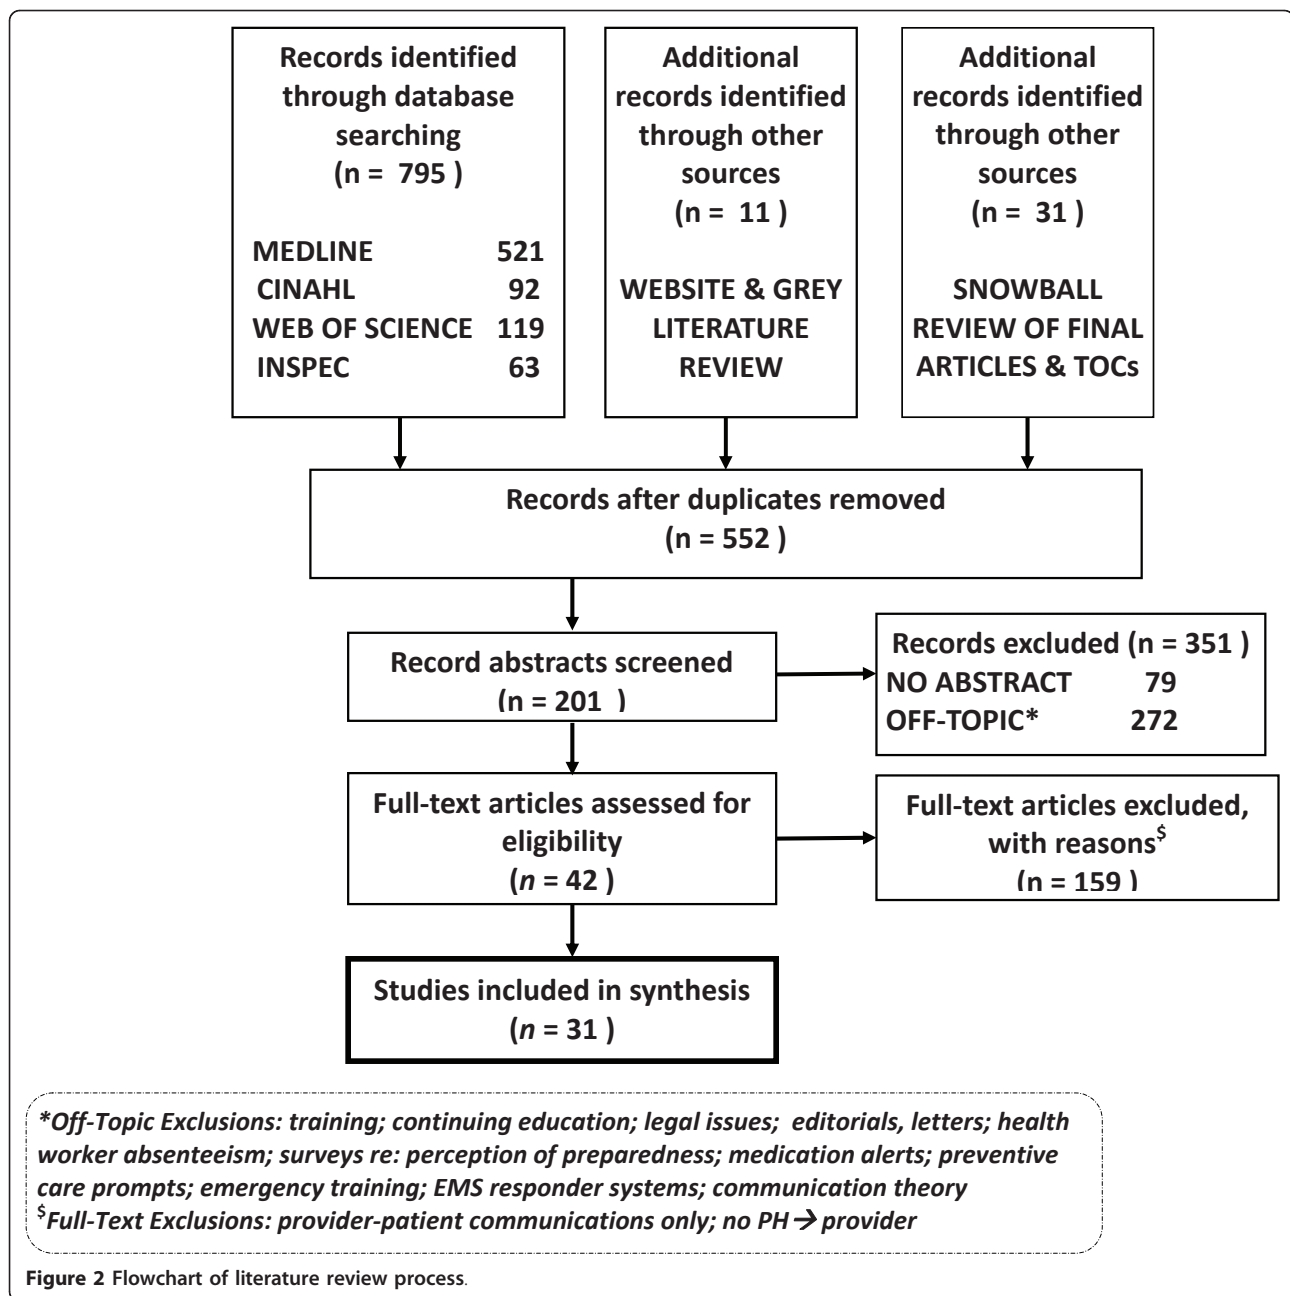 Records identified
through database
searching
(n = 795 )
MEDLINE 521
CINAHL 92
WEB OF SCIENCE 119
INSPEC 63
Additional
records identified
through other
sources
(n = 11 )
WEBSITE & GREY
LITERATURE
REVIEW
Additional
records identified
through other
sources
(n = 31 )
SNOWBALL
REVIEW OF FINAL
ARTICLES & TOCs
Records after duplicates removed
(n = 552 )
Record abstracts screened
(n = 201 )
Records excluded (n = 351 )
NO ABSTRACT 79
OFF-TOPIC* 272
Full-text articles assessed for
eligibility
(n = 42 )
Full-text articles excluded,
with reasons$
(n = 159 )
Studies included in synthesis
(n = 31 )
*Off-Topic Exclusions: training; continuing education; legal issues; editorials, letters; health
worker absenteeism; surveys re: perception of preparedness; medication alerts; preventive
care prompts; emergency training; EMS responder systems; communication theory
$Full-Text Exclusions: provider-patient communications only; no PH → provider
Figure 2 Flowchart of literature review process.